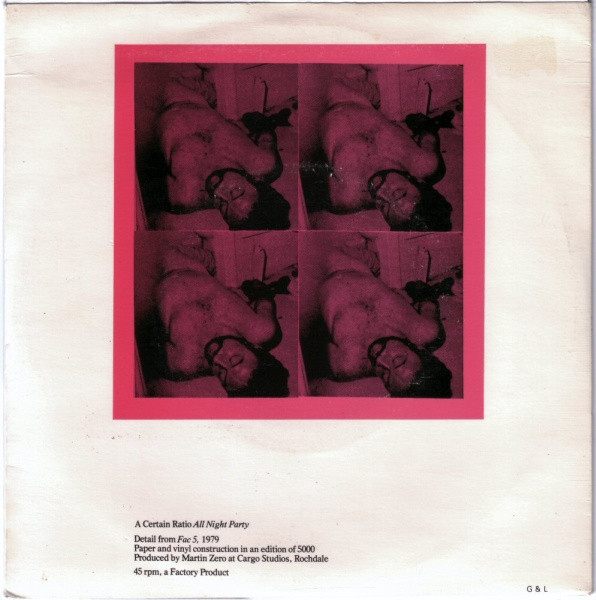 A Certain Ratio All Night Party
Detail from Fac 5, 1979
Paper and vinyl construction in an edition of 5000
Produced by Martin Zero at Cargo Studios, Rochdale
45 rpm, a Factory Product
G & L